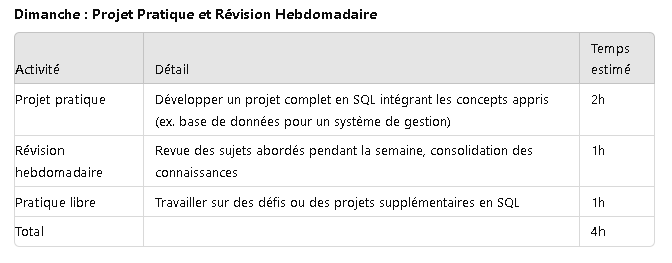 Dimanche : Projet Pratique et Révision Hebdomadaire
Temps
Activité Détail estimé
Projet pratique Développer un projet complet en SQL intégrant les concepts appris 2h
(ex. base de données pour un système de gestion)
Révision Revue des sujets abordés pendant la semaine, consolidation des 1h
hebdomadaire connaissances
Pratique libre Travailler sur des défis ou des projets supplémentaires en SQL 1h
Total 4h